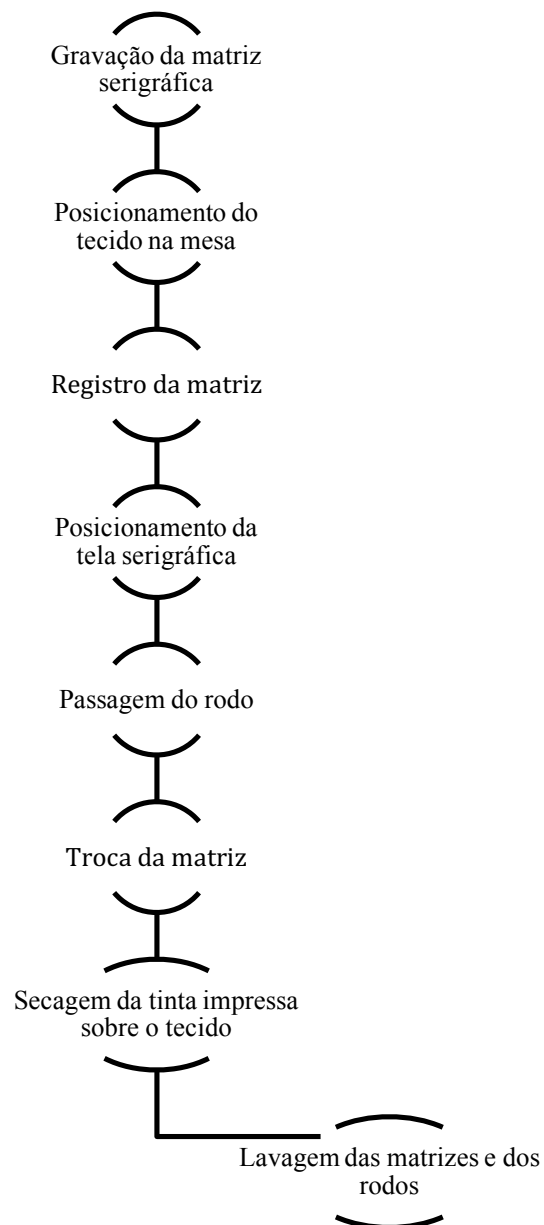 Gravação da matriz
serigráfica
Posicionamento do
tecido na mesa
Registro da matriz
Posicionamento da
tela serigráfica
Passagem do rodo
Troca da matriz
Secagem da tinta impressa
sobre o tecido
Lavagem das matrizes e dos
rodos